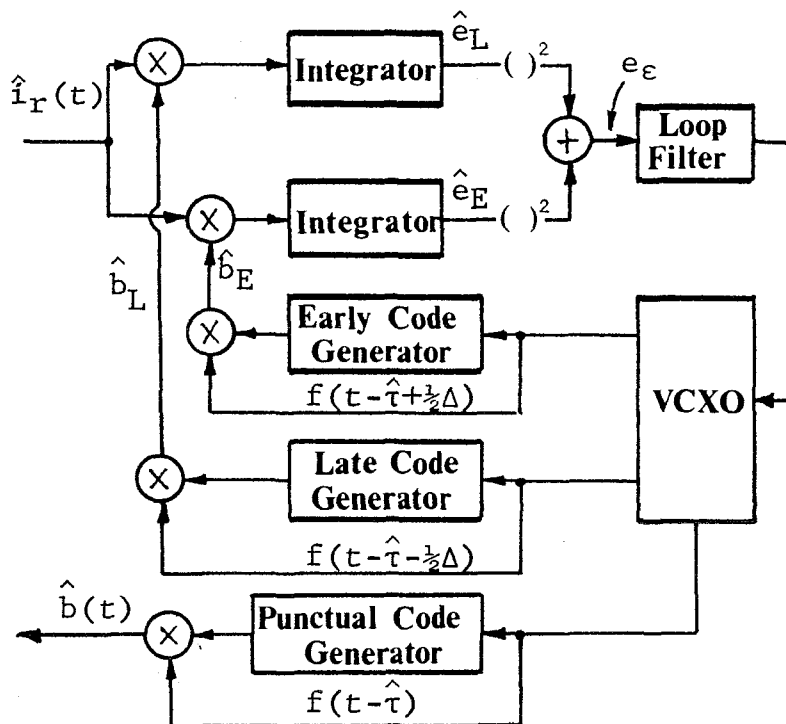 ê_L
( )²
e_ε
Integrator
î_r(t)
Loop
Filter
ê_E
( )²
Integrator
b̂_L
b̂_E
Early Code
Generator
VCXO
f(t-τ̂+½Δ)
Late Code
Generator
f(t-τ̂-½Δ)
b̂(t)
Punctual Code
Generator
f(t-τ̂)